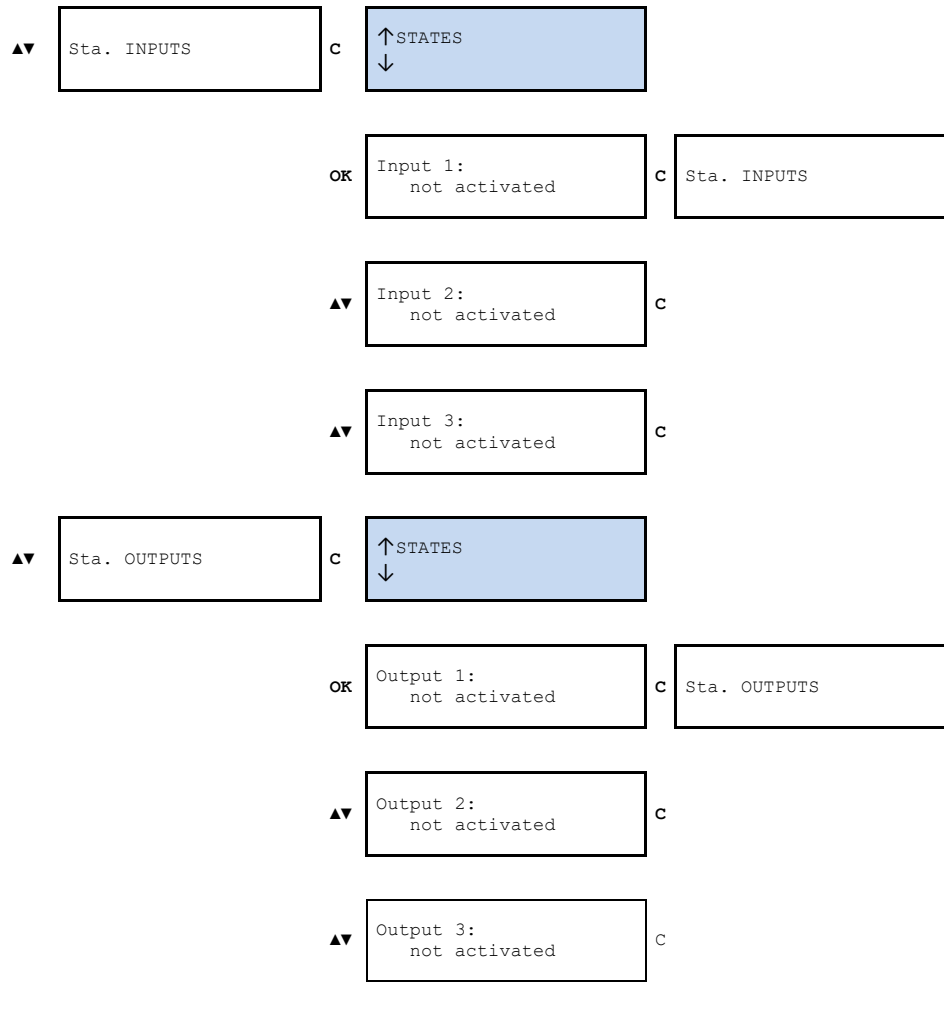 ▲▼ Sta. INPUTS C ↑STATES
↓
OK Input 1:
not activated C Sta. INPUTS
▲▼ Input 2:
not activated C
▲▼ Input 3:
not activated C
▲▼ Sta. OUTPUTS C ↑STATES
↓
OK Output 1:
not activated C Sta. OUTPUTS
▲▼ Output 2:
not activated C
▲▼ Output 3:
not activated C